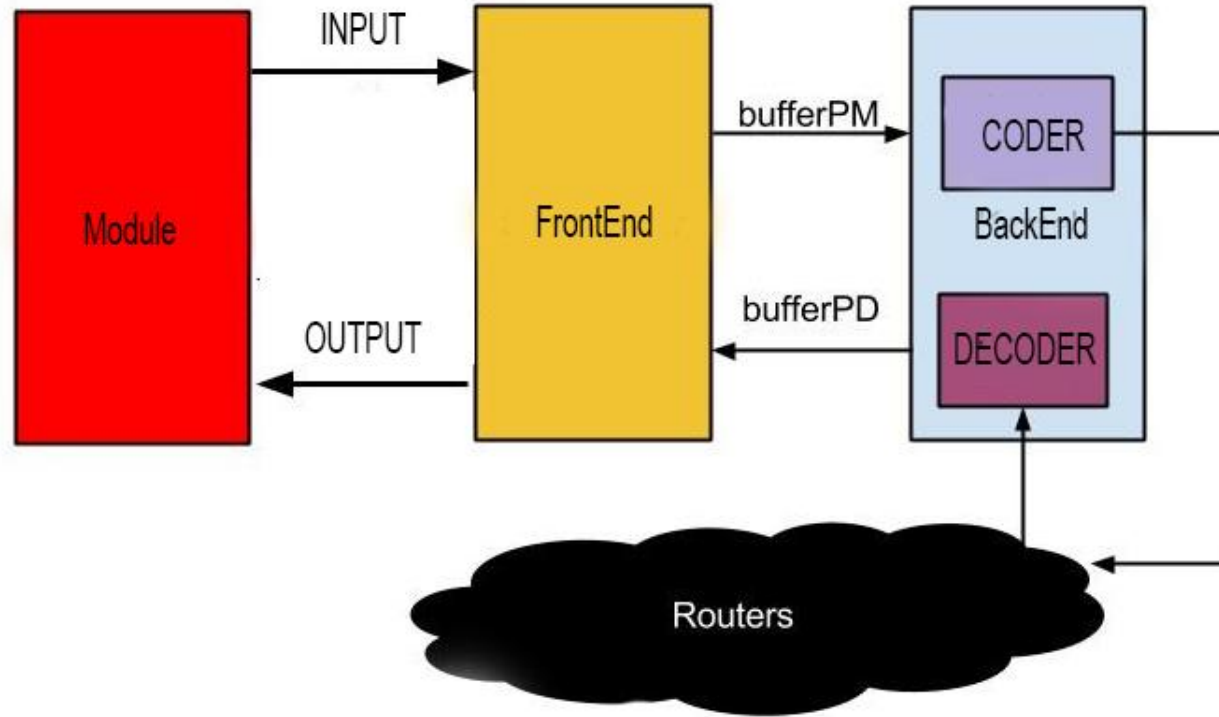 INPUT
bufferPM
CODER
Module
FrontEnd
BackEnd
bufferPD
OUTPUT
DECODER
Routers